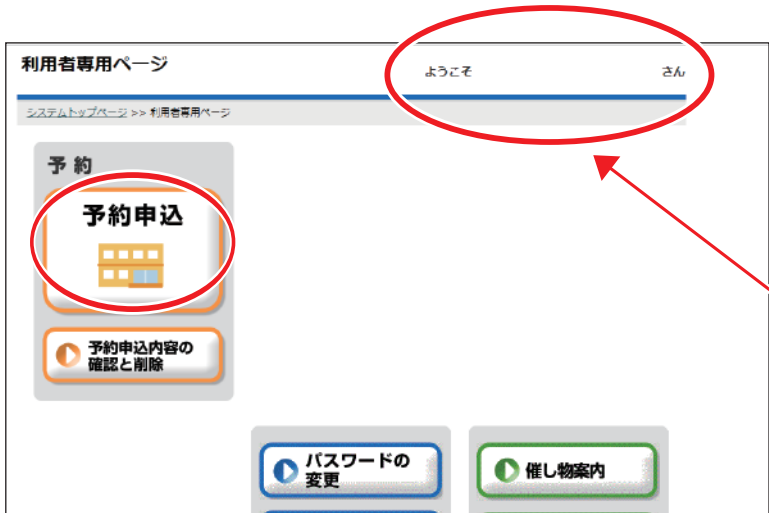 利用者専用ページ
ようこそ さん
システムトップページ >> 利用者専用ページ
予約
予約申込
予約申込内容の
確認と削除
パスワードの
変更
催し物案内